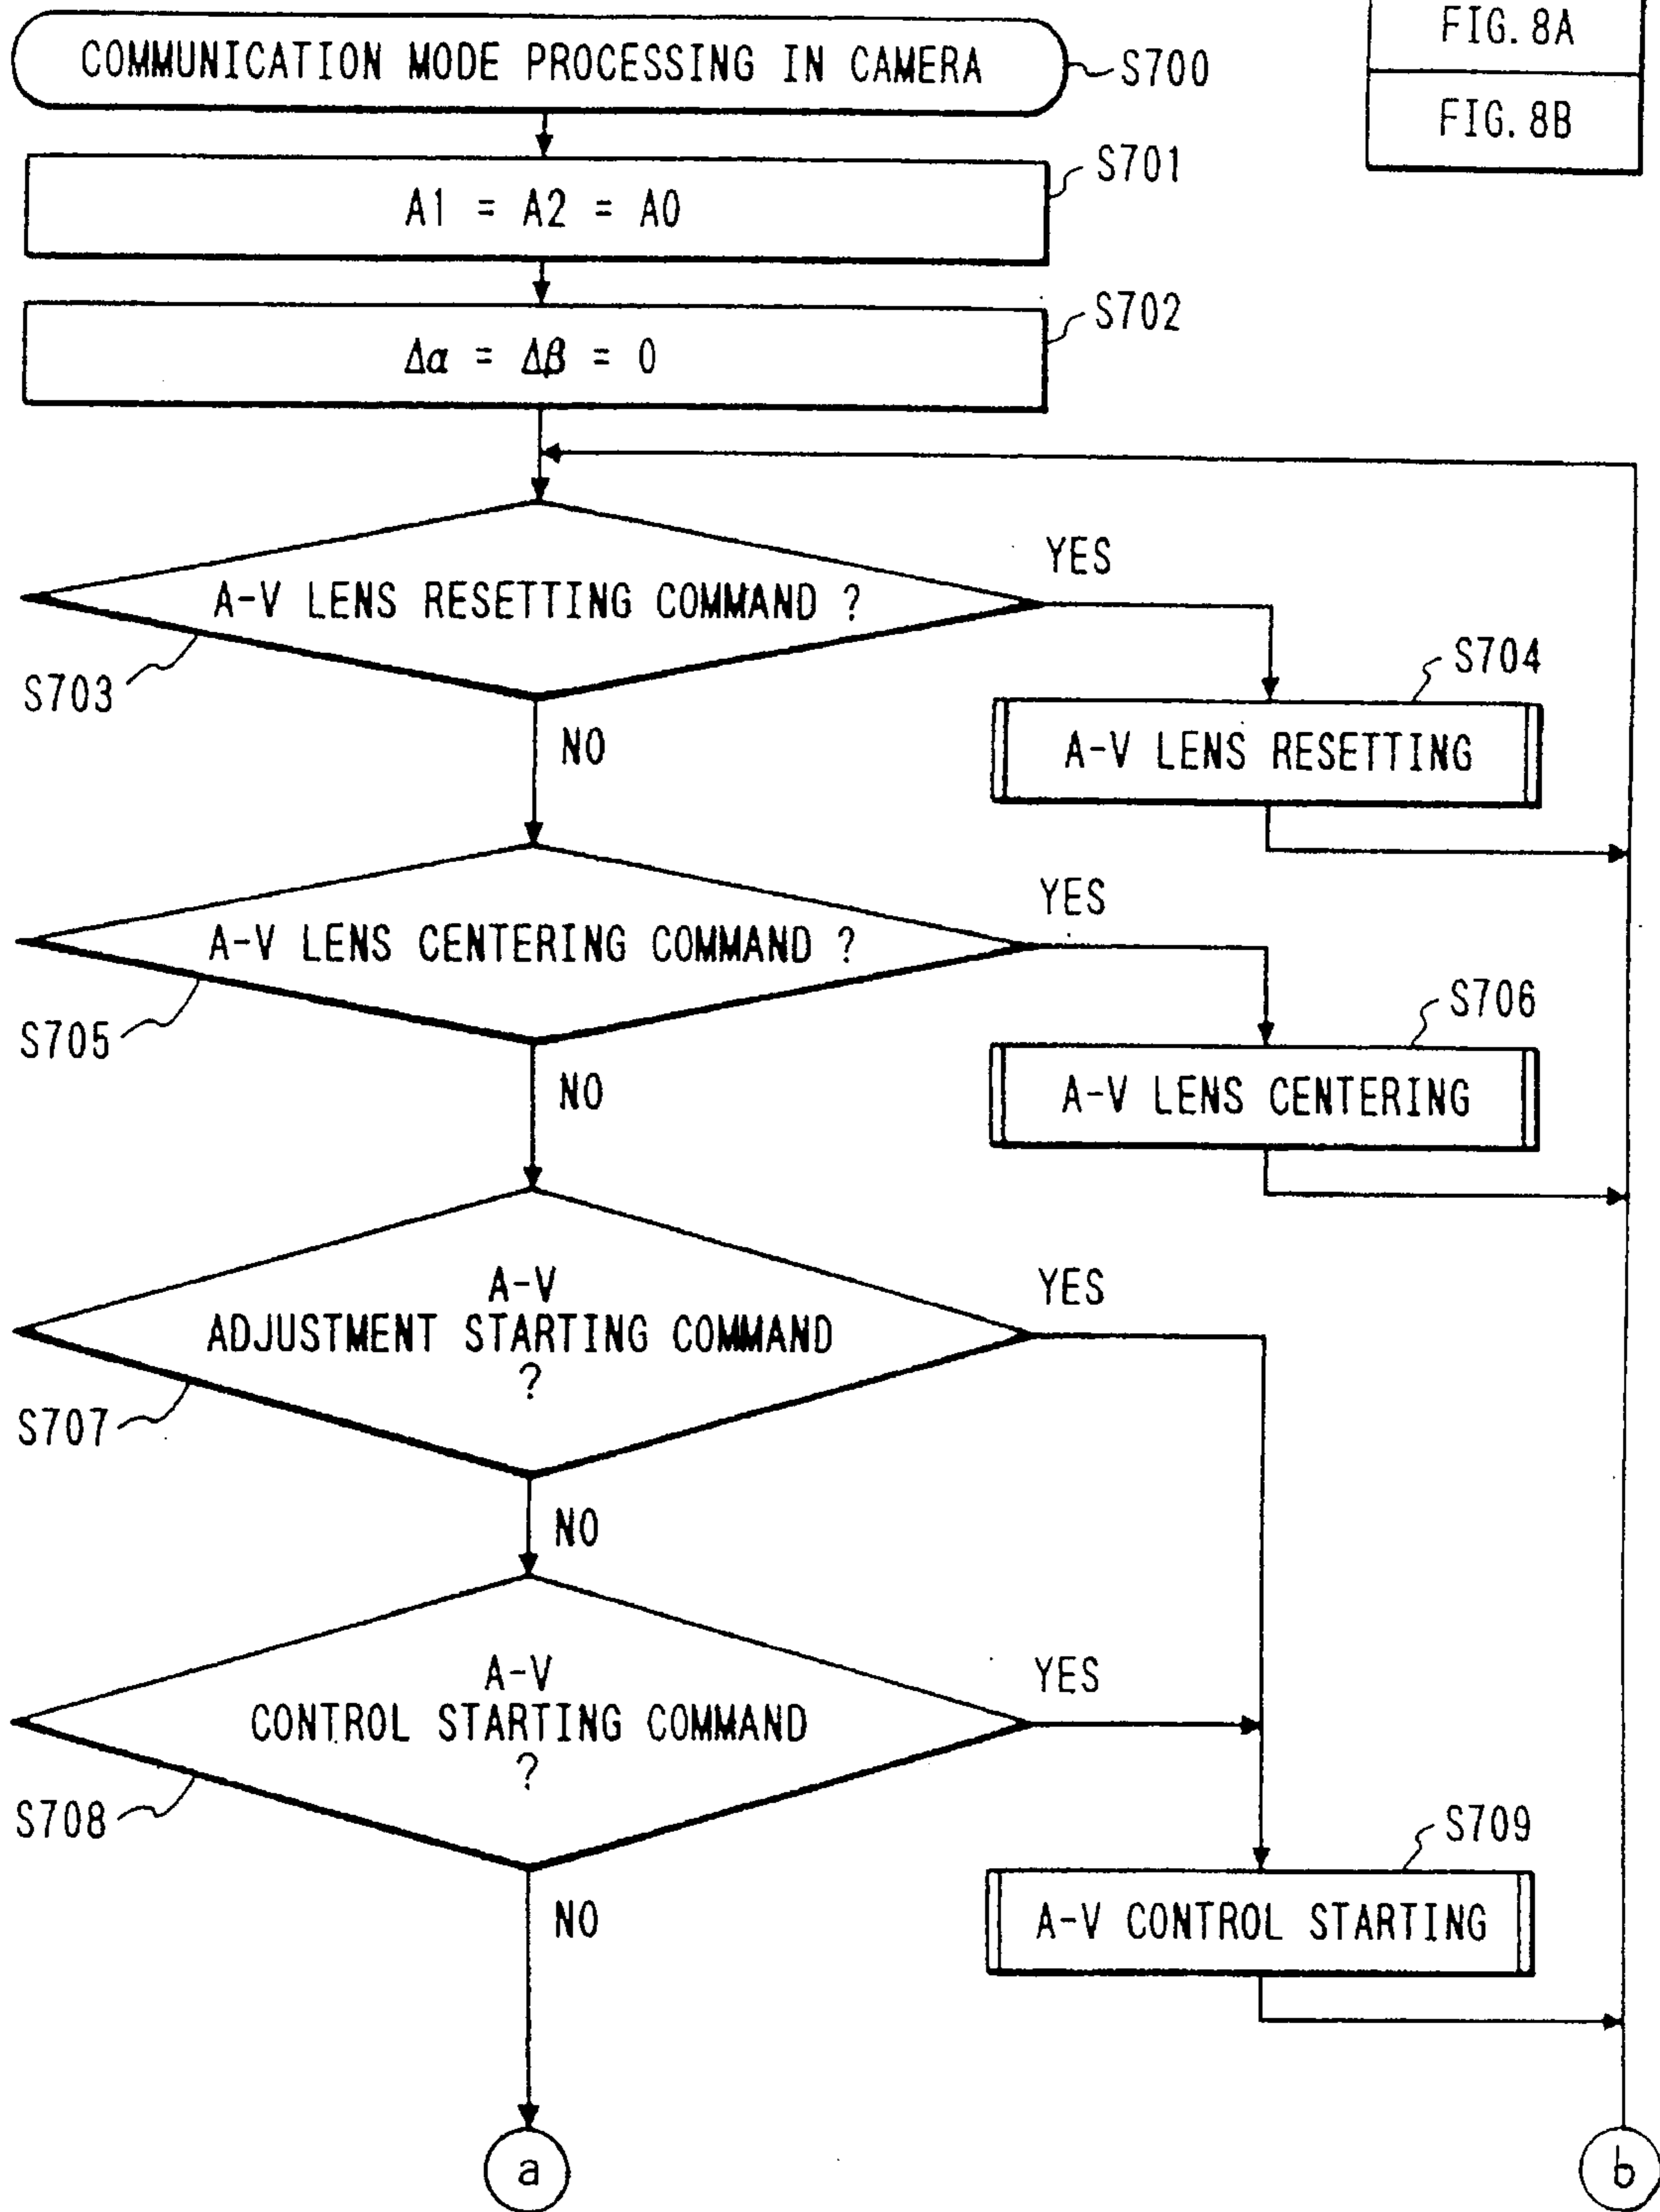 FIG. 8A
FIG. 8B
COMMUNICATION MODE PROCESSING IN CAMERA
S700
A1 = A2 = A0
S701
Δα = Δβ = 0
S702
A-V LENS RESETTING COMMAND ?
YES
S703
NO
S704
A-V LENS RESETTING
A-V LENS CENTERING COMMAND ?
YES
S705
NO
S706
A-V LENS CENTERING
A-V
ADJUSTMENT STARTING COMMAND
?
YES
S707
NO
A-V
CONTROL STARTING COMMAND
?
YES
S708
NO
S709
A-V CONTROL STARTING
a
b